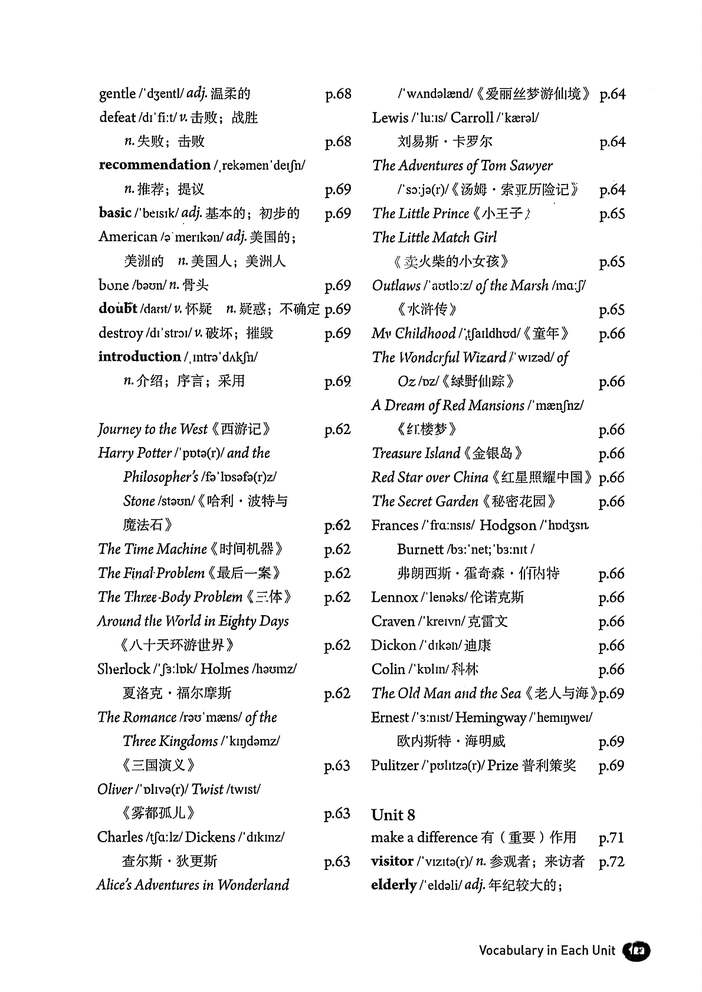 gentle /ˈdʒentl/ adj. 温柔的 p.68
defeat /dɪˈfiːt/ v. 击败；战胜
n. 失败；击败 p.68
recommendation /ˌrekəmenˈdeɪʃn/
n. 推荐；提议 p.69
basic /ˈbeɪsɪk/ adj. 基本的；初步的 p.69
American /əˈmerɪkən/ adj. 美国的；
美洲的 n. 美国人；美洲人
bone /bəʊn/ n. 骨头 p.69
doubt /daʊt/ v. 怀疑 n. 疑惑；不确定 p.69
destroy /dɪˈstrɔɪ/ v. 破坏；摧毁 p.69
introduction /ˌɪntrəˈdʌkʃn/
n. 介绍；序言；采用 p.69
Journey to the West《西游记》 p.62
Harry Potter /ˈpɒtə(r)/ and the
Philosopher's /fəˈlɒsəfə(r)z/
Stone /stəʊn/《哈利·波特与
魔法石》 p.62
The Time Machine《时间机器》 p.62
The Final Problem《最后一案》 p.62
The Three-Body Problem《三体》 p.62
Around the World in Eighty Days
《八十天环游世界》 p.62
Sherlock /ˈʃɜːlɒk/ Holmes /həʊmz/
夏洛克·福尔摩斯 p.62
The Romance /rəʊˈmæns/ of the
Three Kingdoms /ˈkɪŋdəmz/
《三国演义》 p.63
Oliver /ˈɒlɪvə(r)/ Twist /twɪst/
《雾都孤儿》 p.63
Charles /tʃɑːlz/ Dickens /ˈdɪkɪnz/
查尔斯·狄更斯 p.63
Alice's Adventures in Wonderland
/ˈwʌndəlænd/《爱丽丝梦游仙境》 p.64
Lewis /ˈluːɪs/ Carroll /ˈkærəl/
刘易斯·卡罗尔 p.64
The Adventures of Tom Sawyer
/ˈsɔːjə(r)/《汤姆·索亚历险记》 p.64
The Little Prince《小王子》 p.65
The Little Match Girl
《卖火柴的小女孩》 p.65
Outlaws /ˈaʊtlɔːz/ of the Marsh /mɑːʃ/
《水浒传》 p.65
My Childhood /ˈtʃaɪldhʊd/《童年》 p.66
The Wonderful Wizard /ˈwɪzəd/ of
Oz /ɒz/《绿野仙踪》 p.66
A Dream of Red Mansions /ˈmænʃnz/
《红楼梦》 p.66
Treasure Island《金银岛》 p.66
Red Star over China《红星照耀中国》 p.66
The Secret Garden《秘密花园》 p.66
Frances /ˈfrɑːnsɪs/ Hodgson /ˈhɒdʒsn
Burnett /bɜːˈnet; ˈbɜːnɪt /
弗朗西斯·霍奇森·伯内特 p.66
Lennox /ˈlenəks/ 伦诺克斯 p.66
Craven /ˈkreɪvn/ 克雷文 p.66
Dickon /ˈdɪkən/ 迪康 p.66
Colin /ˈkɒlɪn/ 科林 p.66
The Old Man and the Sea《老人与海》p.69
Ernest /ˈɜːnɪst/ Hemingway /ˈhemɪŋweɪ/
欧内斯特·海明威 p.69
Pulitzer /ˈpʊlɪtzə(r)/ Prize 普利策奖 p.69
Unit 8
make a difference 有（重要）作用 p.71
visitor /ˈvɪzɪtə(r)/ n. 参观者；来访者 p.72
elderly /ˈeldəli/ adj. 年纪较大的；
Vocabulary in Each Unit 123